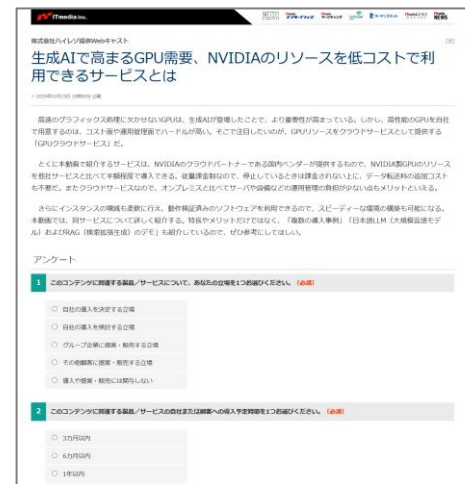 ITmedia Inc.
NEWS
株式会社ハイレゾ提供Webキャスト
生成AIで高まるGPU需要、NVIDIAのリソースを低コストで利
用できるサービスとは
高速のグラフィックス処理に欠かせないGPUは、生成AIが登場したことで、より重要性が高まっている。しかし、高性能のGPUを自社
で用意するのは、コスト面や運用管理面でハードルが高い。そこで注目したいのが、GPUリソースをクラウドサービスとして提供する
「GPUクラウドサービス」だ。
とくに本動画で紹介するサービスは、NVIDIAのクラウドパートナーである国内ベンダーが提供するもので、NVIDIA製GPUのリソース
を他社サービスと比べて半額程度で導入できる。従量課金制なので、停止しているときは課金されない上に、データ転送料の追加コスト
も不要だ。またクラウドサービスなので、オンプレミスと比べてサーバや設備などの運用管理の負担が少ない点もメリットといえる。
さらにインスタンスの増減も柔軟に行え、動作検証済みのソフトウェアを利用できるので、スピーディーな環境の構築も可能になる。
本動画では、同サービスについて詳しく紹介する。特長やメリットだけではなく、「複数の導入事例」「日本語LLM（大規模言語モデ
ル）およびRAG（検索拡張生成）のデモ」も紹介しているので、ぜひ参考にしてほしい。
アンケート
1 このコンテンツに関連する製品／サービスについて、あなたの立場を1つお選びください。（必須）
自社の導入を決定する立場
自社の導入を検討する立場
グループ企業に提案・販売する立場
その他顧客に提案・販売する立場
導入や提案・販売には関与しない
2 このコンテンツに関連する製品／サービスの自社または顧客への導入予定時期を1つお選びください。（必須）
3カ月以内
6カ月以内
1年以内